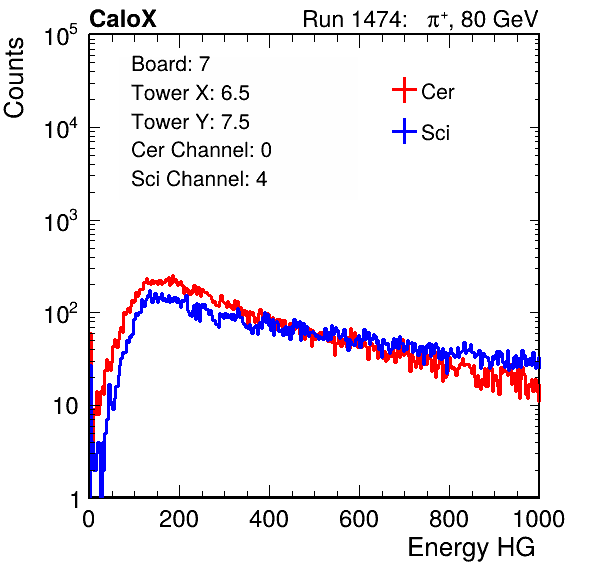 CaloX Run 1474: π⁺, 80 GeV
Counts
10⁵
10⁴
10³
10²
10
1
Board: 7
Tower X: 6.5
Tower Y: 7.5
Cer Channel: 0
Sci Channel: 4
Cer
Sci
0 200 400 600 800 1000
Energy HG